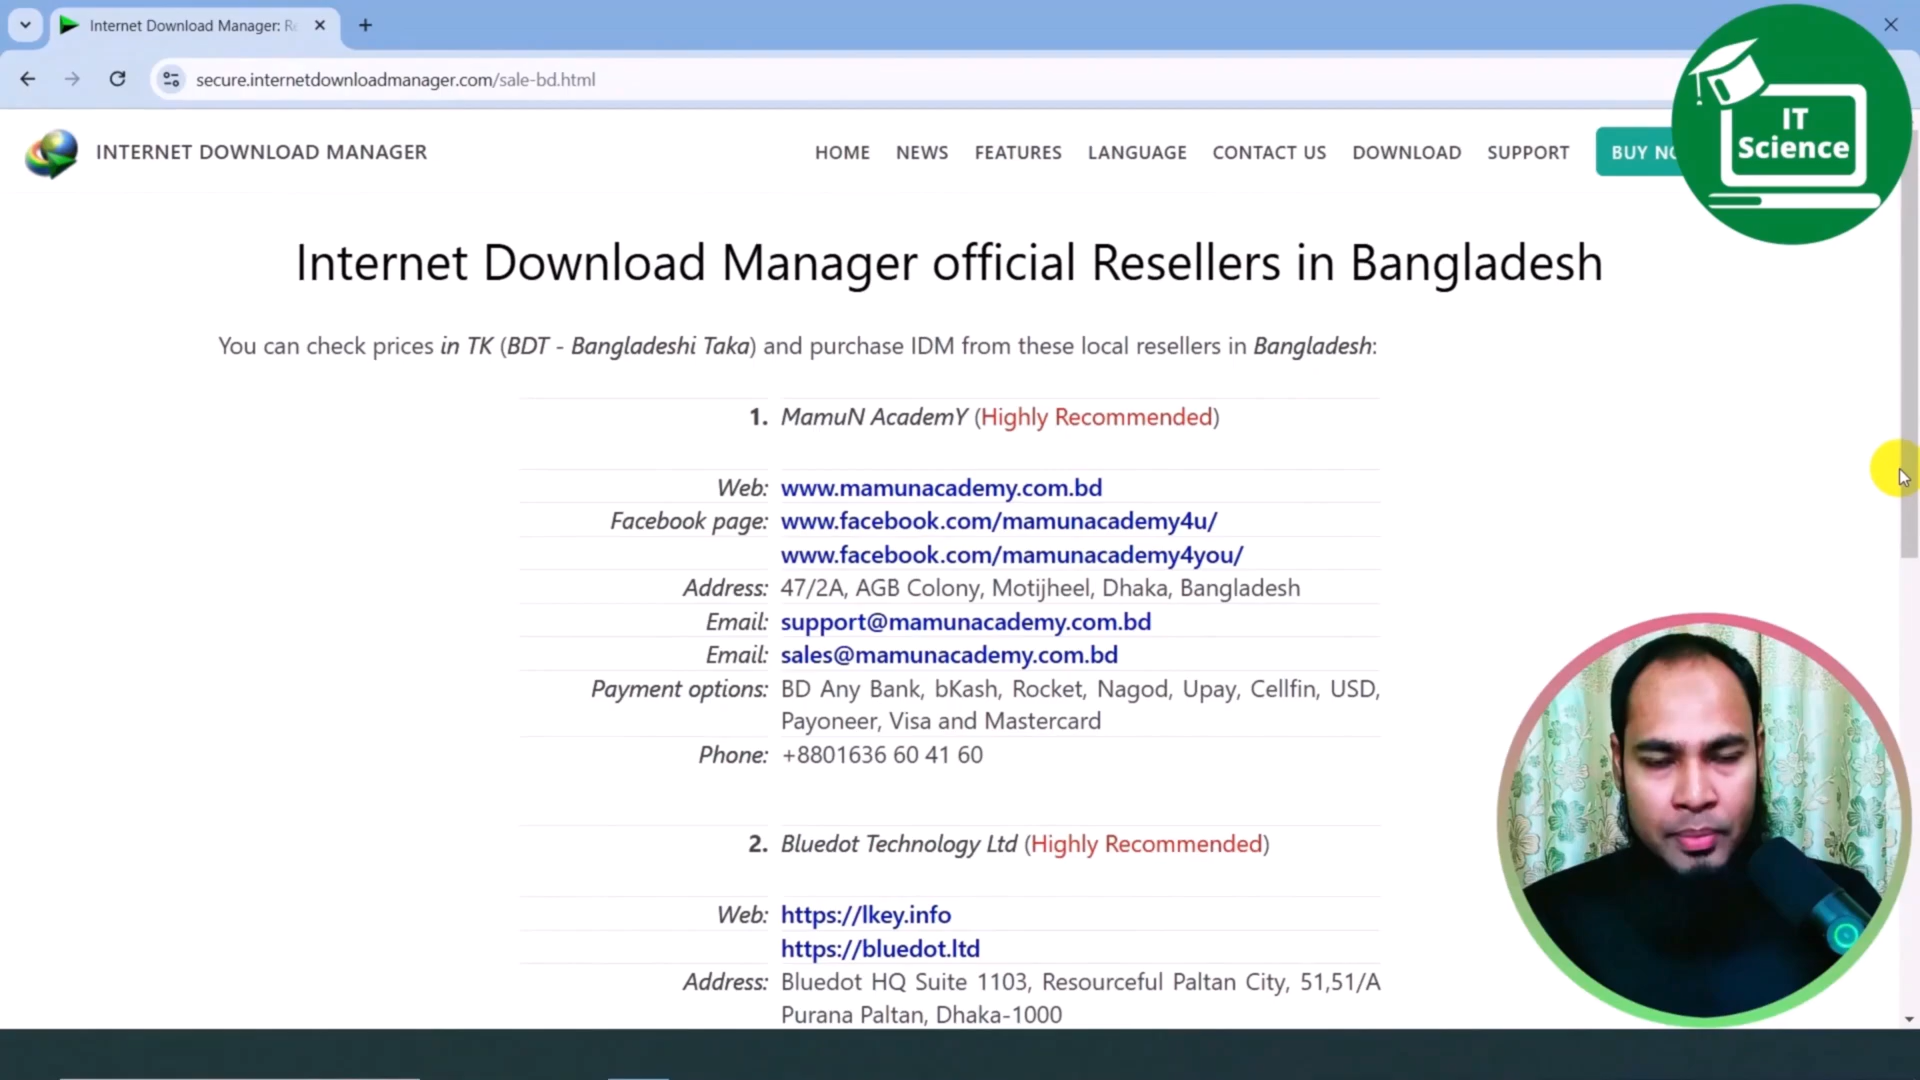 Internet Download Manager: Re
secure.internetdownloadmanager.com/sale-bd.html
INTERNET DOWNLOAD MANAGER HOME NEWS FEATURES LANGUAGE CONTACT US DOWNLOAD SUPPORT BUY
IT
Science
Internet Download Manager official Resellers in Bangladesh
You can check prices in TK (BDT - Bangladeshi Taka) and purchase IDM from these local resellers in Bangladesh:
1. MamuN AcademY (Highly Recommended)
Web: www.mamunacademy.com.bd
Facebook page: www.facebook.com/mamunacademy4u/
www.facebook.com/mamunacademy4you/
Address: 47/2A, AGB Colony, Motijheel, Dhaka, Bangladesh
Email: support@mamunacademy.com.bd
Email: sales@mamunacademy.com.bd
Payment options: BD Any Bank, bKash, Rocket, Nagod, Upay, Cellfin, USD,
Payoneer, Visa and Mastercard
Phone: +8801636 60 41 60
2. Bluedot Technology Ltd (Highly Recommended)
Web: https://lkey.info
https://bluedot.ltd
Address: Bluedot HQ Suite 1103, Resourceful Paltan City, 51,51/A
Purana Paltan, Dhaka-1000